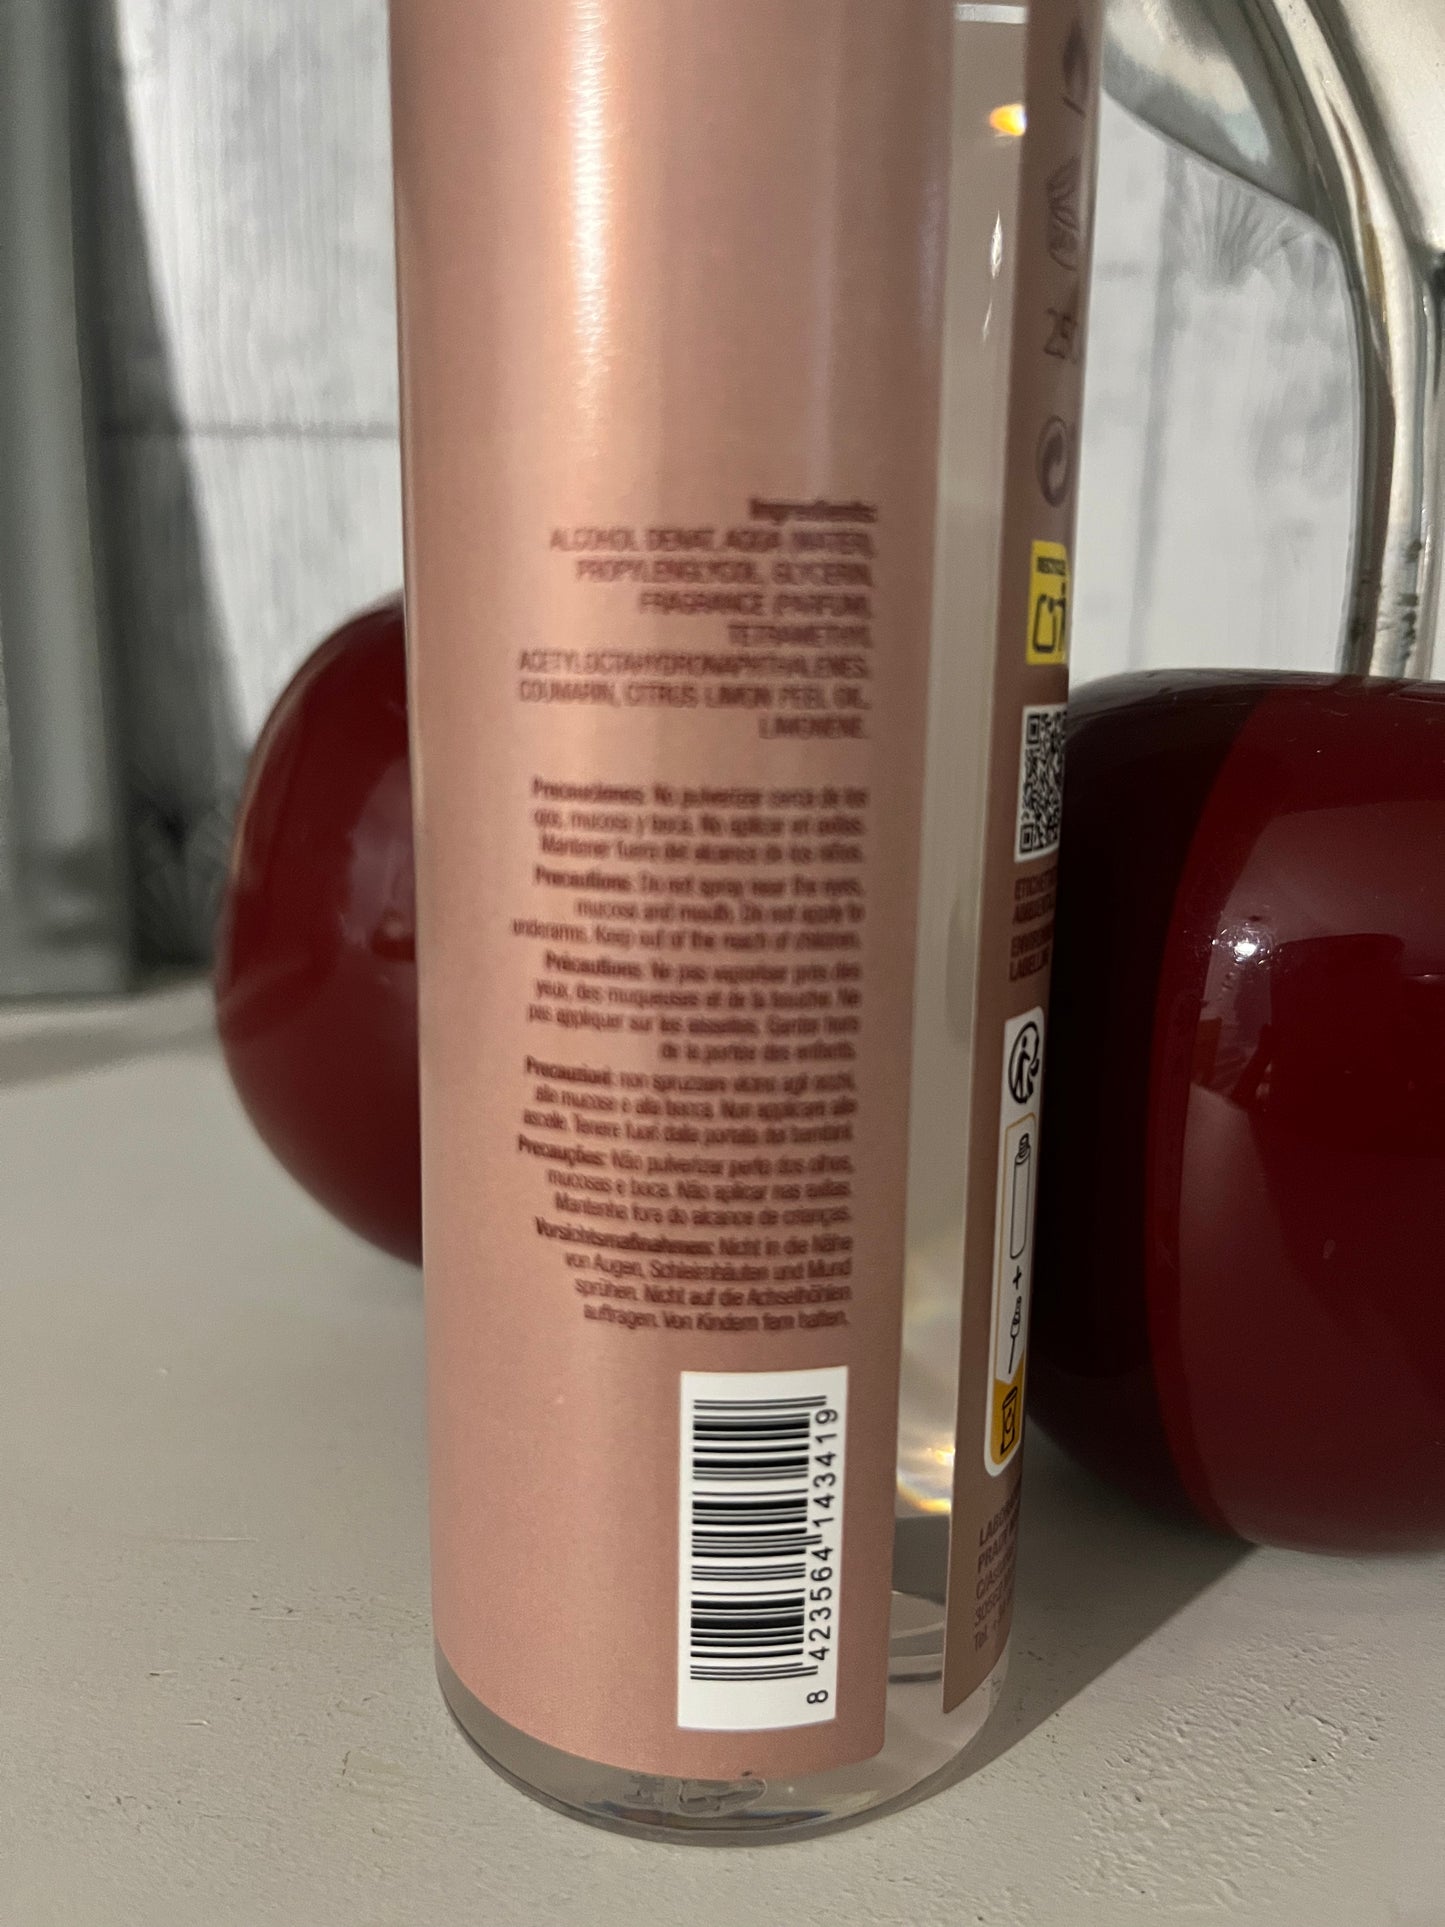 Ingredients:
ALCOHOL DENAT, AQUA (WATER),
PROPYLENGLYCOL, GLYCERIN,
FRAGRANCE (PARFUM),
TETRAMETHYL
ACETYLOCTAHYDRONAPHTHALENES,
COUMARIN, CITRUS LIMON PEEL OIL,
LIMONENE.
Precauciones: No pulverizar cerca de los
ojos, mucosa y boca. No aplicar en axilas.
Mantener fuera del alcance de los niños.
Precautions: Do not spray near the eyes,
mucose and mouth. Do not apply to
underarms. Keep out of the reach of children.
Précautions: Ne pas vaporiser près des
yeux, des muqueuses et de la bouche. Ne
pas appliquer sur les aisselles. Garder hors
de la portée des enfants.
Precauzioni: non spruzzare vicino agli occhi,
alle mucose o alla bocca. Non applicare alle
ascelle. Tenere fuori dalla portata dei bambini.
Precauções: Não pulverizar perto dos olhos,
mucosas e boca. Não aplicar nas axilas.
Mantenha fora do alcance de crianças.
Vorsichtsmaßnahmen: Nicht in die Nähe
von Augen, Schleimhäuten und Mund
sprühen. Nicht auf die Achselhöhlen
auftragen. Von Kindern fern halten.
8 423564 143419
RECYCLE
+